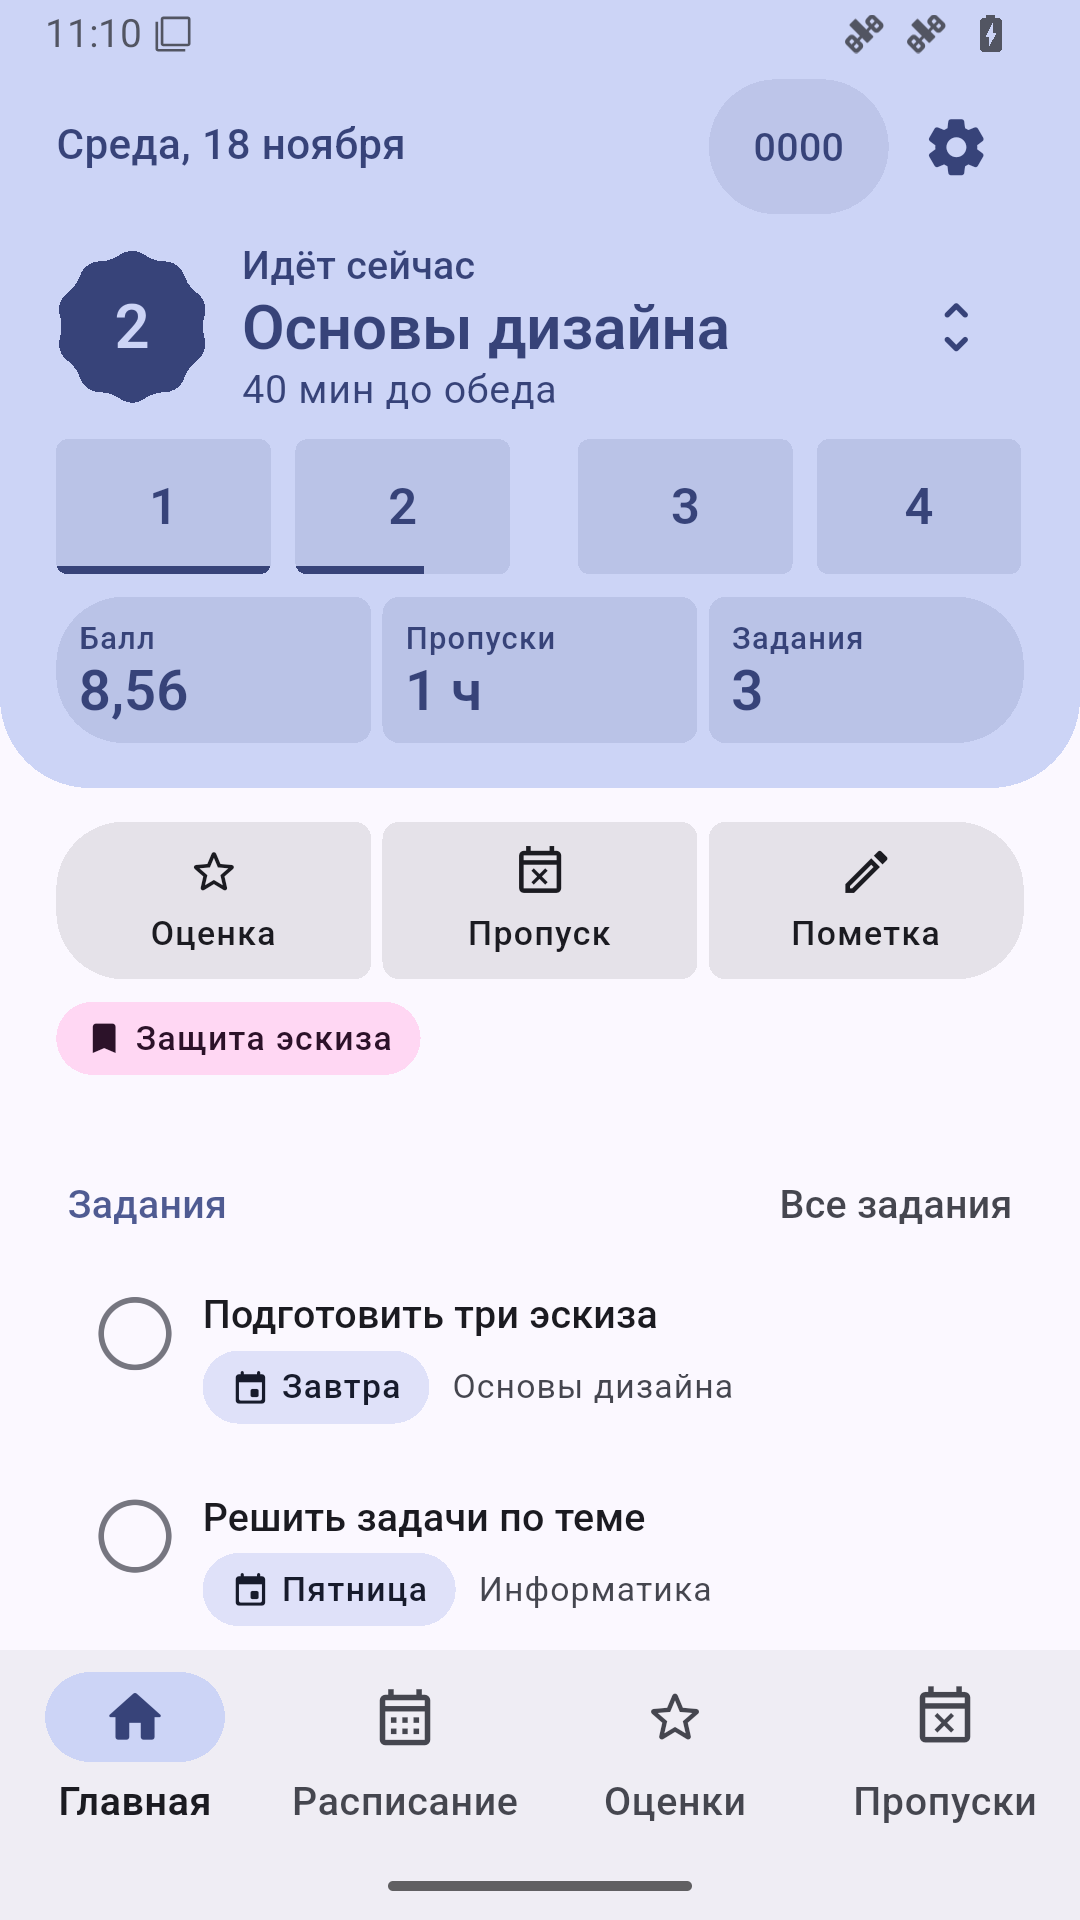 11:10
Среда, 18 ноября
0000
2
Идёт сейчас
Основы дизайна
40 мин до обеда
1 2 3 4
Балл Пропуски Задания
8,56 1 ч 3
Оценка Пропуск Пометка
Защита эскиза
Задания Все задания
Подготовить три эскиза
Завтра Основы дизайна
Решить задачи по теме
Пятница Информатика
Главная Расписание Оценки Пропуски